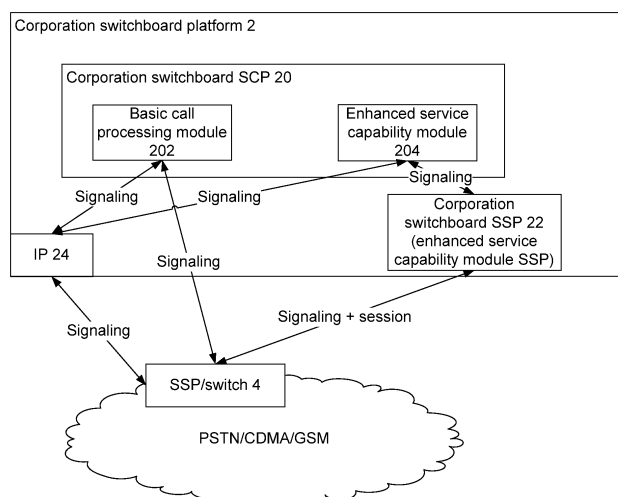 Corporation switchboard platform 2
Corporation switchboard SCP 20
Basic call
processing module
202
Enhanced service
capability module
204
Signaling
Signaling
Signaling
Corporation
switchboard SSP 22
(enhanced service
capability module SSP)
IP 24
Signaling
Signaling + session
Signaling
SSP/switch 4
PSTN/CDMA/GSM